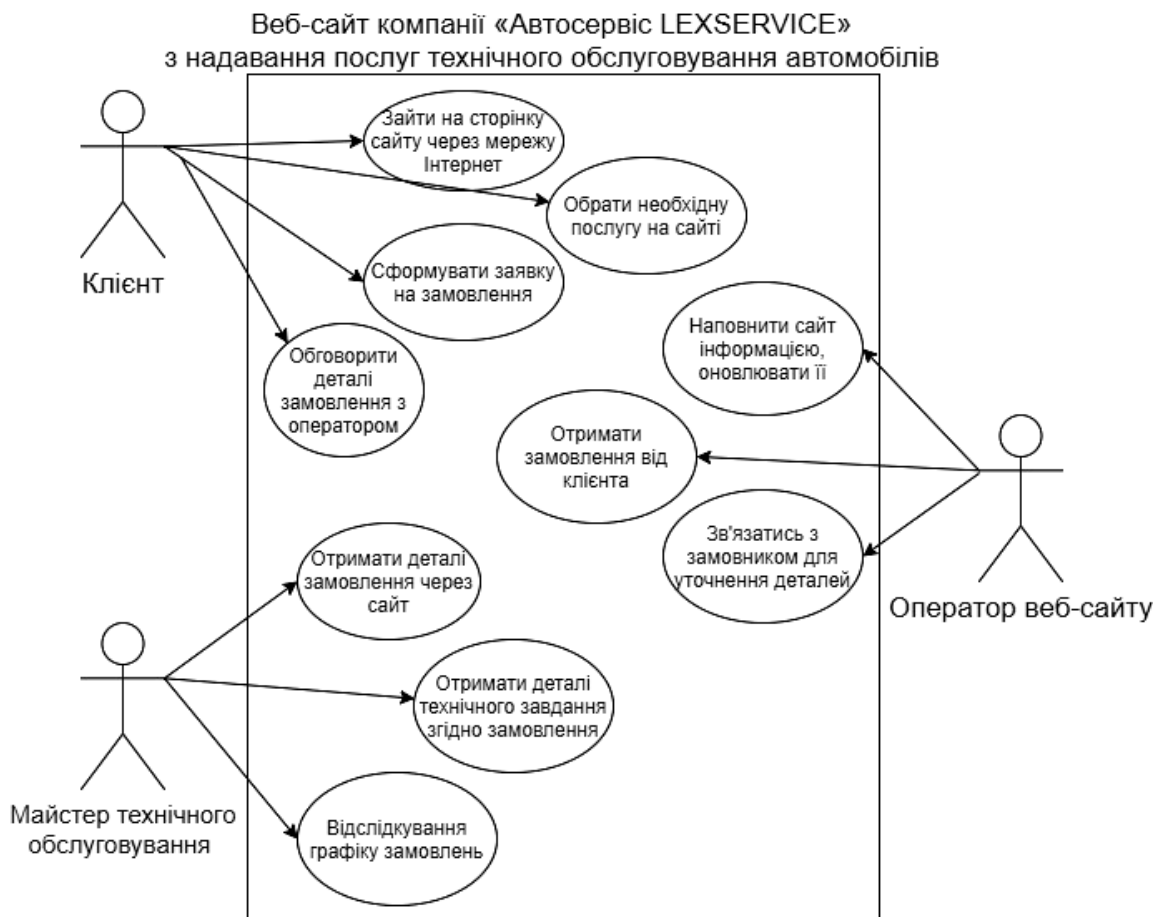 Веб-сайт компанії «Автосервіс LEXSERVICE»
з надавання послуг технічного обслуговування автомобілів
Зайти на сторінку
сайту через мережу
Інтернет
Обрати необхідну
послугу на сайті
Клієнт
Сформувати заявку
на замовлення
Наповнити сайт
інформацією,
оновлювати її
Обговорити
деталі
замовлення з
оператором
Отримати
замовлення від
клієнта
Зв'язатись з
замовником для
уточнення деталей
Оператор веб-сайту
Отримати деталі
замовлення через
сайт
Отримати деталі
технічного завдання
згідно замовлення
Майстер технічного
обслуговування
Відслідкування
графіку замовлень